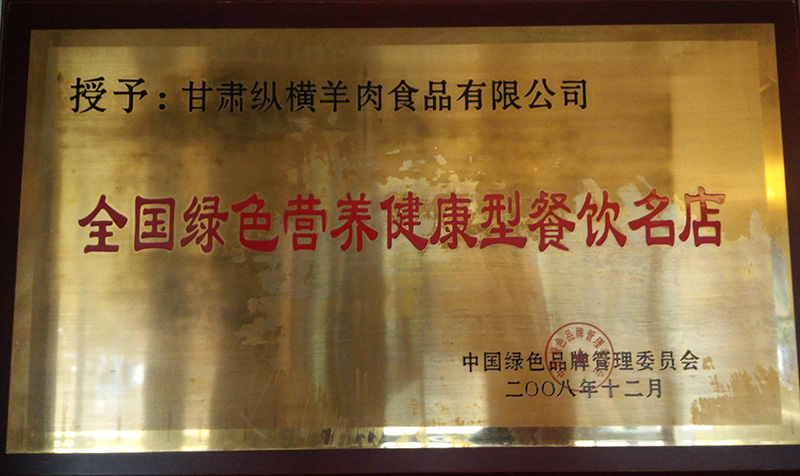 授予：甘肃纵横羊肉食品有限公司
全国绿色营养健康型餐饮名店
中国绿色品牌管理委员会
二〇〇八年十二月